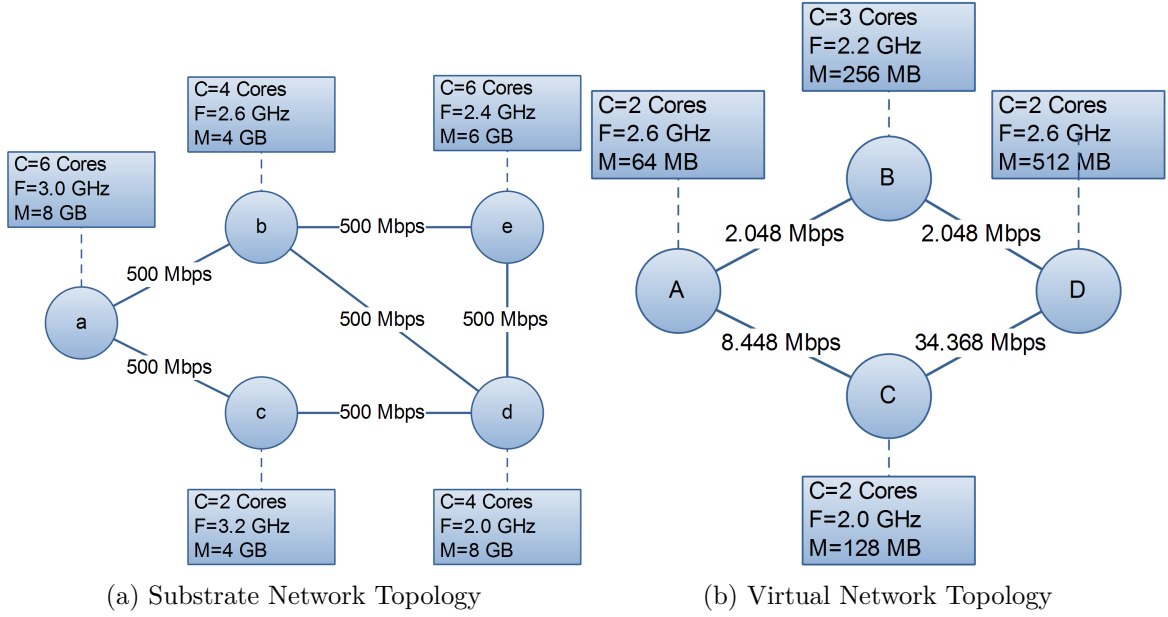 C=4 Cores
F=2.6 GHz
M=4 GB
C=6 Cores
F=2.4 GHz
M=6 GB
C=6 Cores
F=3.0 GHz
M=8 GB
b
500 Mbps
e
500 Mbps
a
500 Mbps
500 Mbps
500 Mbps
c
500 Mbps
d
C=2 Cores
F=3.2 GHz
M=4 GB
C=4 Cores
F=2.0 GHz
M=8 GB
(a) Substrate Network Topology
C=3 Cores
F=2.2 GHz
M=256 MB
C=2 Cores
F=2.6 GHz
M=64 MB
C=2 Cores
F=2.6 GHz
M=512 MB
B
2.048 Mbps
2.048 Mbps
A
D
8.448 Mbps
34.368 Mbps
C
C=2 Cores
F=2.0 GHz
M=128 MB
(b) Virtual Network Topology